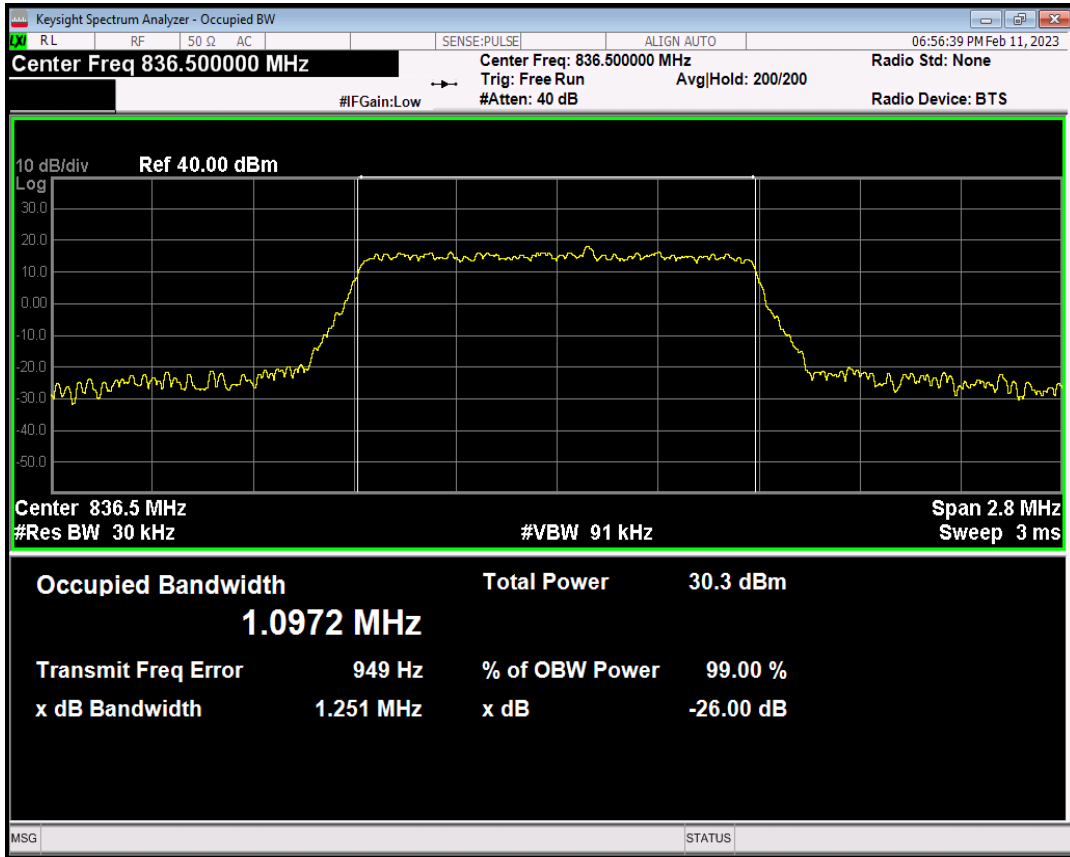 Keysight Spectrum Analyzer - Occupied BW
LXI RL RF 50 Ω AC SENSE:PULSE ALIGN AUTO 06:56:39 PM Feb 11, 2023
Center Freq 836.500000 MHz Center Freq: 836.500000 MHz Radio Std: None
Trig: Free Run Avg|Hold: 200/200
#IFGain:Low #Atten: 40 dB Radio Device: BTS
10 dB/div Ref 40.00 dBm
Log
30.0
20.0
10.0
0.00
-10.0
-20.0
-30.0
-40.0
-50.0
Center 836.5 MHz Span 2.8 MHz
#Res BW 30 kHz #VBW 91 kHz Sweep 3 ms
Occupied Bandwidth Total Power 30.3 dBm
1.0972 MHz
Transmit Freq Error 949 Hz % of OBW Power 99.00 %
x dB Bandwidth 1.251 MHz x dB -26.00 dB
MSG STATUS